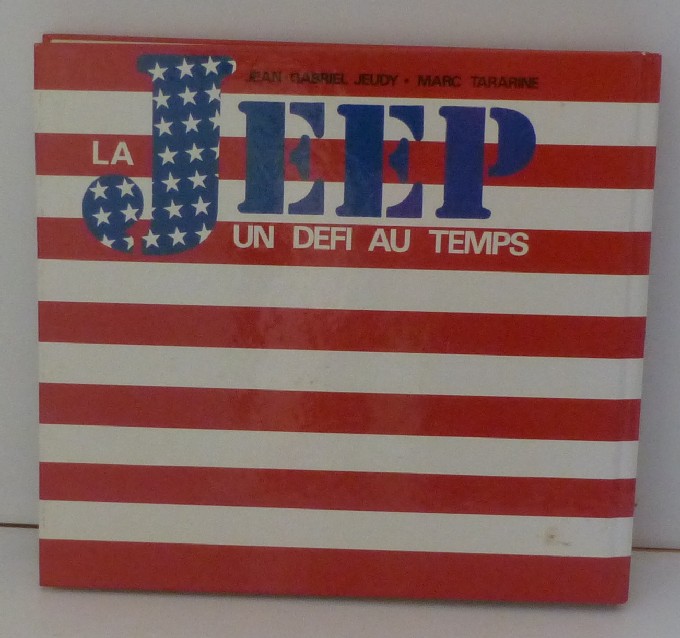 JEAN-GABRIEL JEUDY • MARC TARARINE
LA JEEP
UN DEFI AU TEMPS